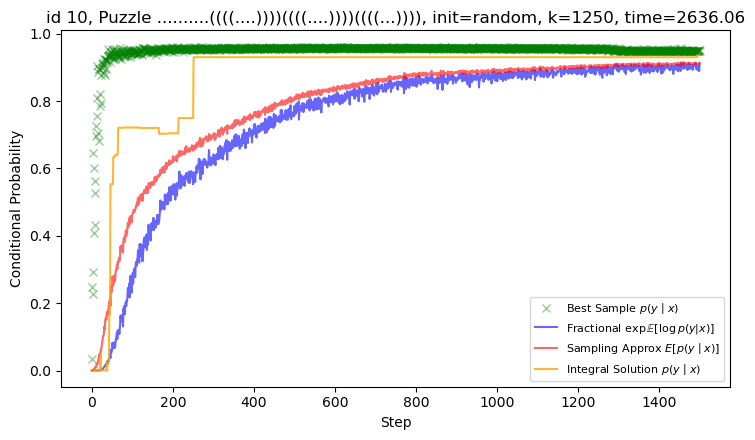 id 10, Puzzle ..........((((....))))((((....))))((((...)))), init=random, k=1250, time=2636.06
1.0
0.8
0.6
0.4
0.2
0.0
Conditional Probability
Best Sample p(y | x)
Fractional exp𝔼[log p(y|x)]
Sampling Approx E[p(y | x)]
Integral Solution p(y | x)
0 200 400 600 800 1000 1200 1400
Step